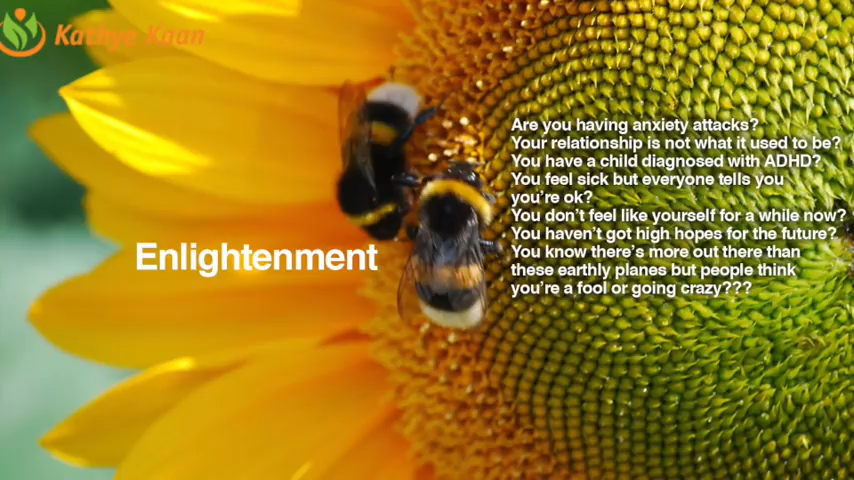 Kathye Kaan
Are you having anxiety attacks?
Your relationship is not what it used to be?
You have a child diagnosed with ADHD?
You feel sick but everyone tells you
you're ok?
You don't feel like yourself for a while now?
You haven't got high hopes for the future?
You know there's more out there than
these earthly planes but people think
you're a fool or going crazy???
Enlightenment